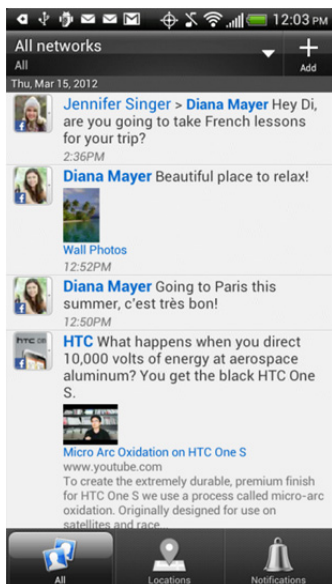 12:03 PM
All networks
All
Add
Thu, Mar 15, 2012
Jennifer Singer > Diana Mayer Hey Di,
are you going to take French lessons
for your trip?
2:36PM
Diana Mayer Beautiful place to relax!
Wall Photos
12:52PM
Diana Mayer Going to Paris this
summer, c'est très bon!
12:50PM
HTC What happens when you direct
10,000 volts of energy at aerospace
aluminum? You get the black HTC One
S.
Micro Arc Oxidation on HTC One S
www.youtube.com
To create the extremely durable, premium finish
for HTC One S we use a process called micro-arc
oxidation. Originally designed for use on
satellites and race
All
Locations
Notifications